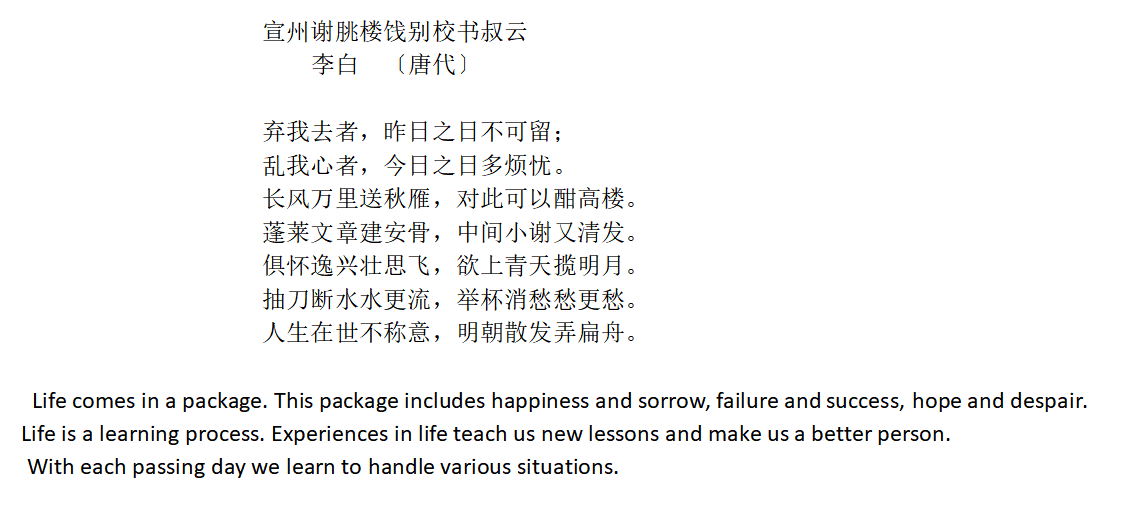 宣州谢朓楼饯别校书叔云
李白 〔唐代〕
弃我去者，昨日之日不可留；
乱我心者，今日之日多烦忧。
长风万里送秋雁，对此可以酣高楼。
蓬莱文章建安骨，中间小谢又清发。
俱怀逸兴壮思飞，欲上青天揽明月。
抽刀断水水更流，举杯消愁愁更愁。
人生在世不称意，明朝散发弄扁舟。
Life comes in a package. This package includes happiness and sorrow, failure and success, hope and despair.
Life is a learning process. Experiences in life teach us new lessons and make us a better person.
With each passing day we learn to handle various situations.